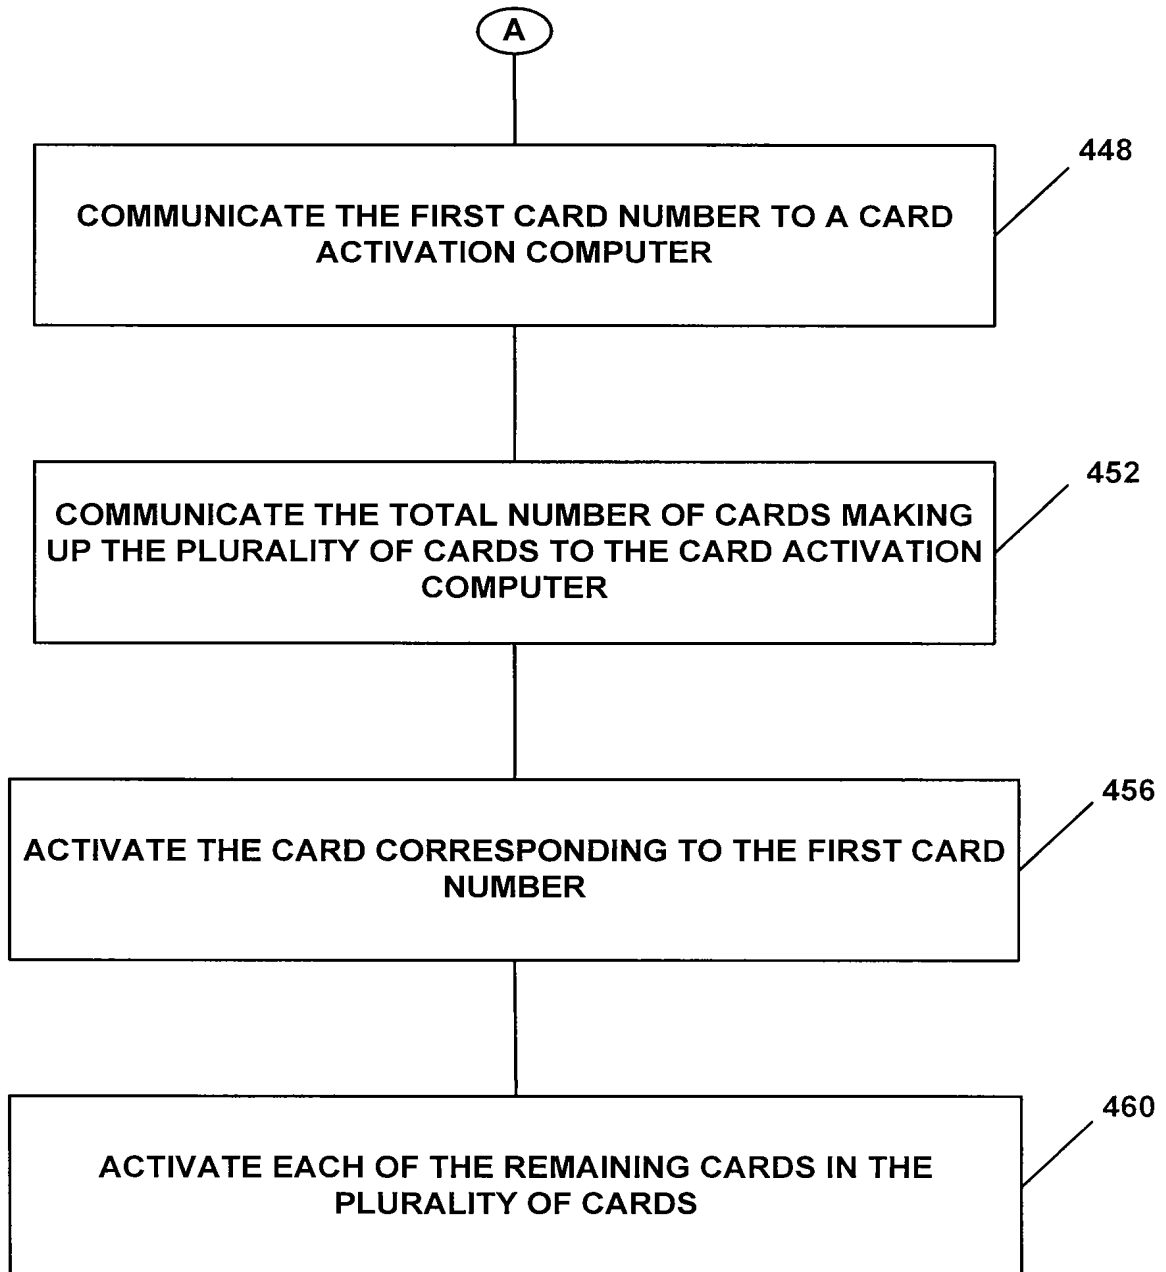 A
448
COMMUNICATE THE FIRST CARD NUMBER TO A CARD
ACTIVATION COMPUTER
452
COMMUNICATE THE TOTAL NUMBER OF CARDS MAKING
UP THE PLURALITY OF CARDS TO THE CARD ACTIVATION
COMPUTER
456
ACTIVATE THE CARD CORRESPONDING TO THE FIRST CARD
NUMBER
460
ACTIVATE EACH OF THE REMAINING CARDS IN THE
PLURALITY OF CARDS